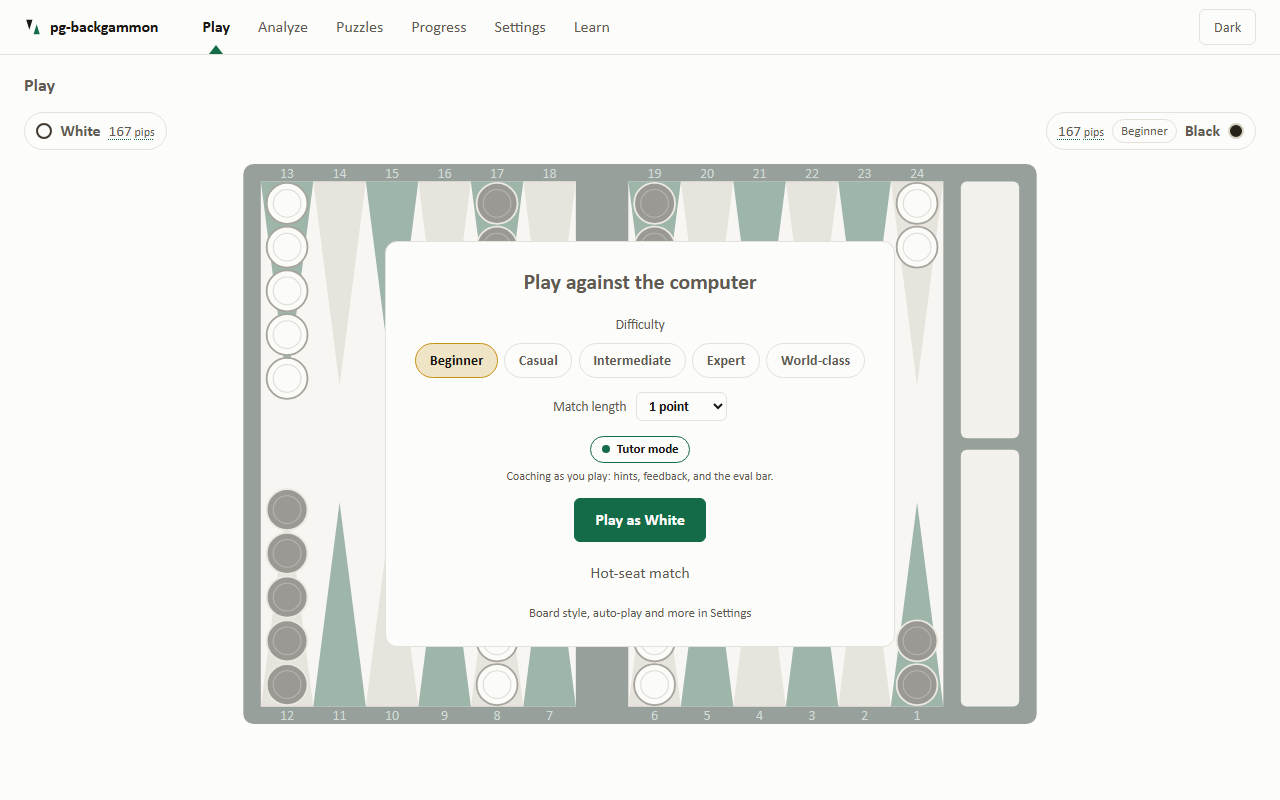 pg-backgammon Play Analyze Puzzles Progress Settings Learn Dark
Play
White 167 pips
167 pips Beginner Black
13 14 15 16 17 18 19 20 21 22 23 24
Play against the computer
Difficulty
Beginner Casual Intermediate Expert World-class
Match length 1 point
Tutor mode
Coaching as you play: hints, feedback, and the eval bar.
Play as White
Hot-seat match
Board style, auto-play and more in Settings
12 11 10 9 8 7 6 5 4 3 2 1